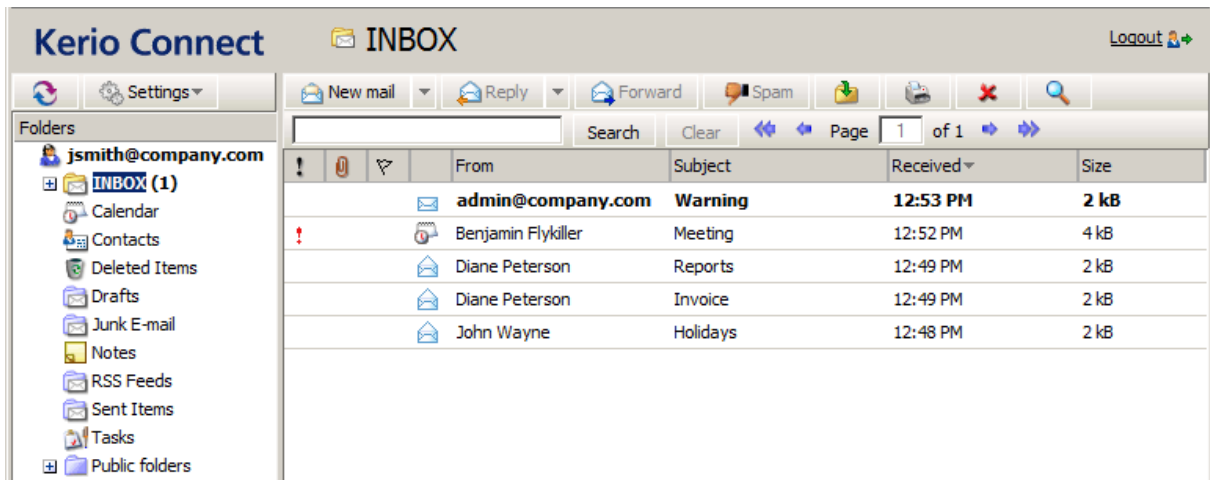 Kerio Connect INBOX Logout
Settings New mail Reply Forward Spam
Folders Search Clear Page 1 of 1
jsmith@company.com
! From Subject Received Size
INBOX (1)
admin@company.com Warning 12:53 PM 2 kB
Calendar
Contacts
! Benjamin Flykiller Meeting 12:52 PM 4 kB
Deleted Items
Diane Peterson Reports 12:49 PM 2 kB
Drafts
Diane Peterson Invoice 12:49 PM 2 kB
Junk E-mail
John Wayne Holidays 12:48 PM 2 kB
Notes
RSS Feeds
Sent Items
Tasks
Public folders